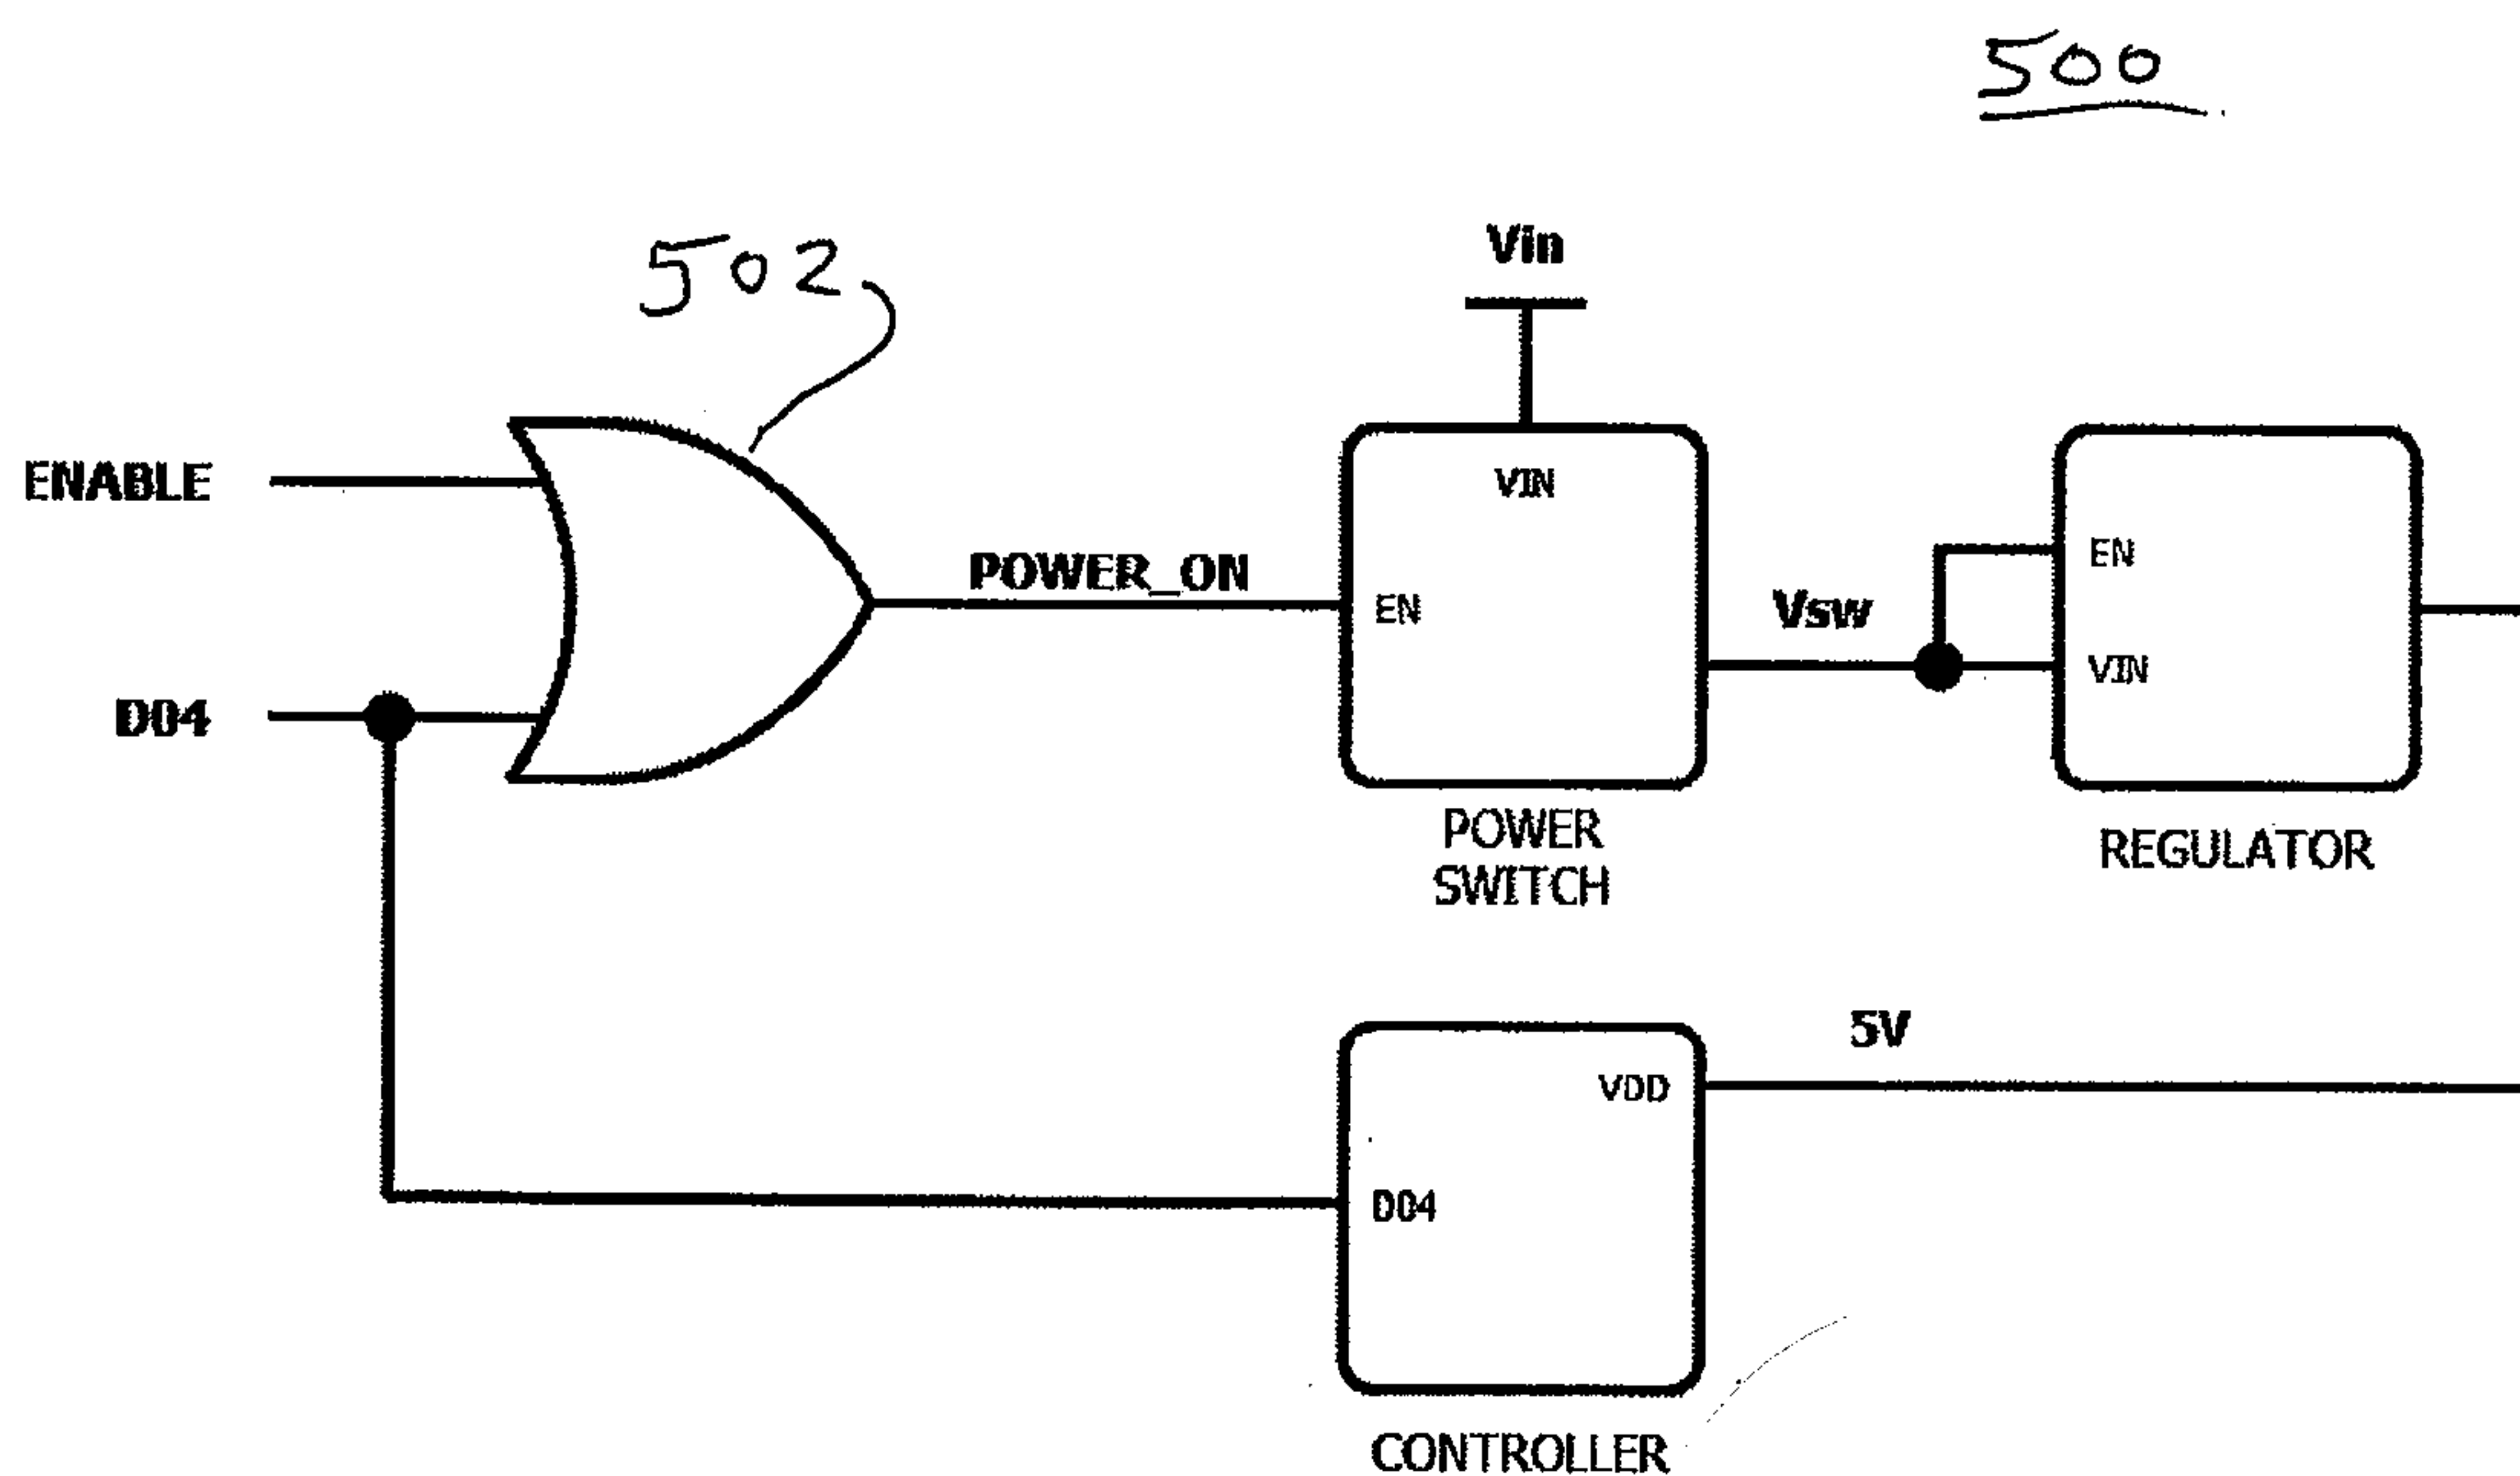 500
502
Vin
ENABLE
VIN
POWER_ON
EN
EN
Vsw
VIN
D04
POWER
SWITCH
REGULATOR
5V
VDD
D04
CONTROLLER